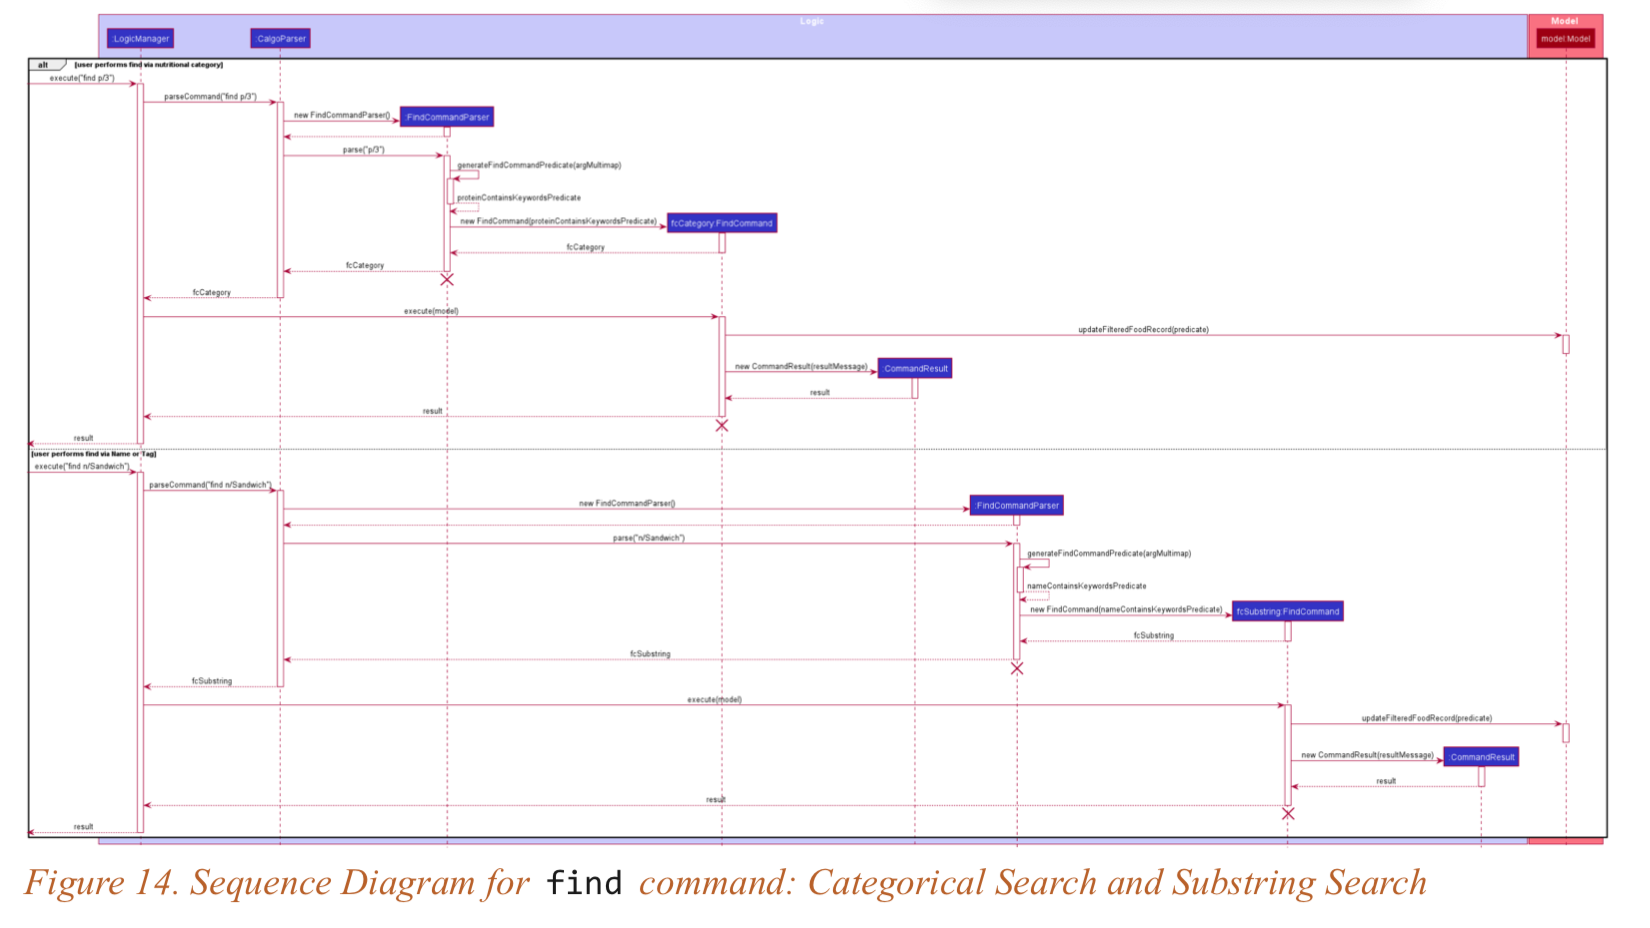 Logic
Model
:LogicManager
:CalgoParser
model:Model
alt
[user performs find via nutritional category]
execute("find p/3")
parseCommand("find p/3")
new FindCommandParser()
:FindCommandParser
parse("p/3")
generateFindCommandPredicate(argMultimap)
proteinContainsKeywordsPredicate
new FindCommand(proteinContainsKeywordsPredicate)
fcCategory:FindCommand
fcCategory
fcCategory
fcCategory
execute(model)
updateFilteredFoodRecord(predicate)
new CommandResult(resultMessage)
:CommandResult
result
result
result
[user performs find via Name or Tag]
execute("find n/Sandwich")
parseCommand("find n/Sandwich")
new FindCommandParser()
:FindCommandParser
parse("n/Sandwich")
generateFindCommandPredicate(argMultimap)
nameContainsKeywordsPredicate
new FindCommand(nameContainsKeywordsPredicate)
fcSubstring:FindCommand
fcSubstring
fcSubstring
fcSubstring
execute(model)
updateFilteredFoodRecord(predicate)
new CommandResult(resultMessage)
:CommandResult
result
result
result
Figure 14. Sequence Diagram for find command: Categorical Search and Substring Search